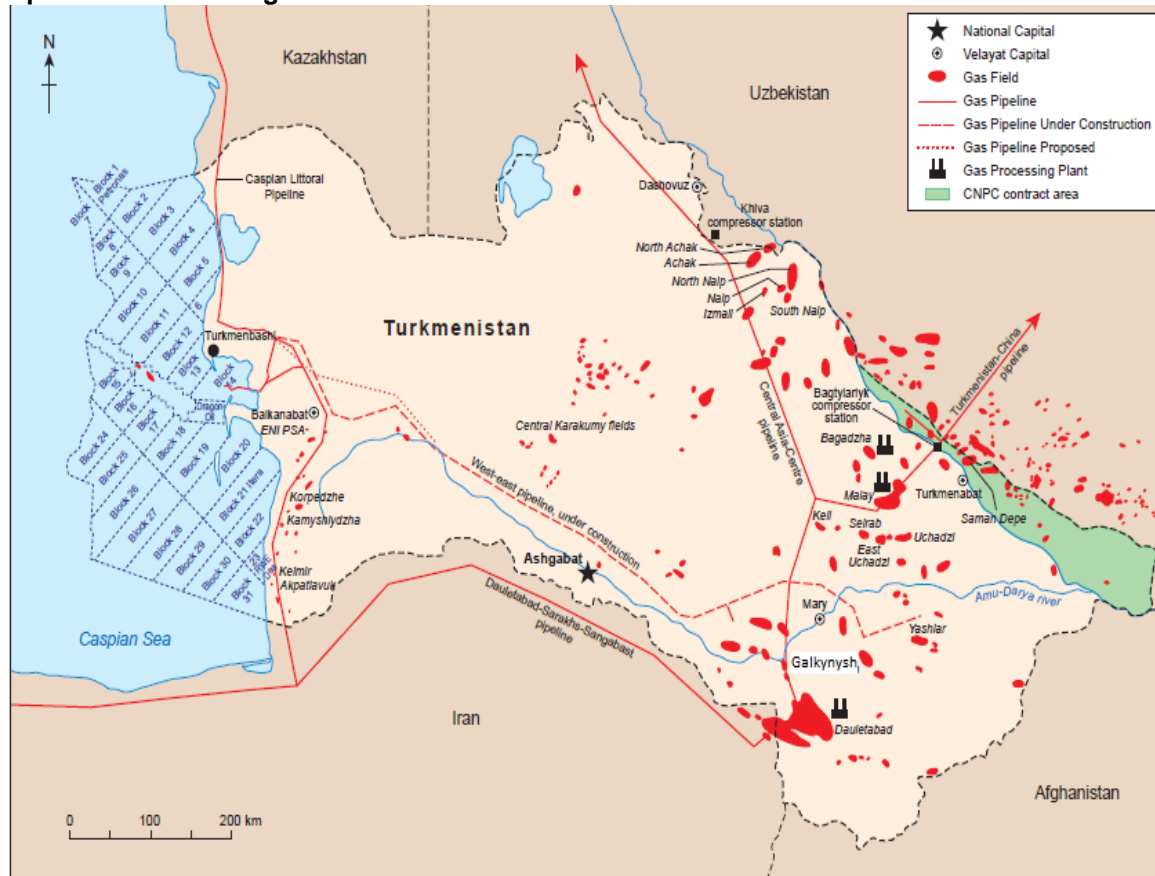 Kazakhstan
Uzbekistan
N
National Capital
Velayat Capital
Gas Field
Gas Pipeline
Gas Pipeline Under Construction
Gas Pipeline Proposed
Gas Processing Plant
CNPC contract area
Caspian Littoral
Pipeline
Dashovuz
Khiva
compressor station
North Achak
Achak
North Naip
Naip
Izmail
South Naip
Block 1
Petronas
Block 2
Block 3
Block 4
Block 5
6
Block 7
Block 8
Block 9
Block 10
Block 11
Block 12
Block 13
Block 14
Block 15
Block 16
Block 17
Block 18
Block 19
Block 20
Block 21 Itera
Block 22
23
Block 24
Block 25
Block 26
Block 27
Block 28
Block 29
Block 30
Block 31
Dragon
Oil
Turkmenistan
Turkmenbashi
Balkanabat
ENI PSA
Korpedzhe
Kamyshlydzha
Keimir
Akpatlavuk
Central Karakumy fields
Central Asia-Centre
pipeline
Turkmenistan-China
pipeline
Bagtylarlyk
compressor
station
Bagadzha
Malay
Turkmenabat
Saman Depe
Keli
Seirab
Uchadzi
East
Uchadzi
West-east pipeline, under construction
Ashgabat
Dauletabad-Sarakhs-Sangabast
pipeline
Mary
Amu-Darya river
Yashlar
Galkynysh
Dauletabad
Caspian Sea
Iran
Afghanistan
0 100 200 km